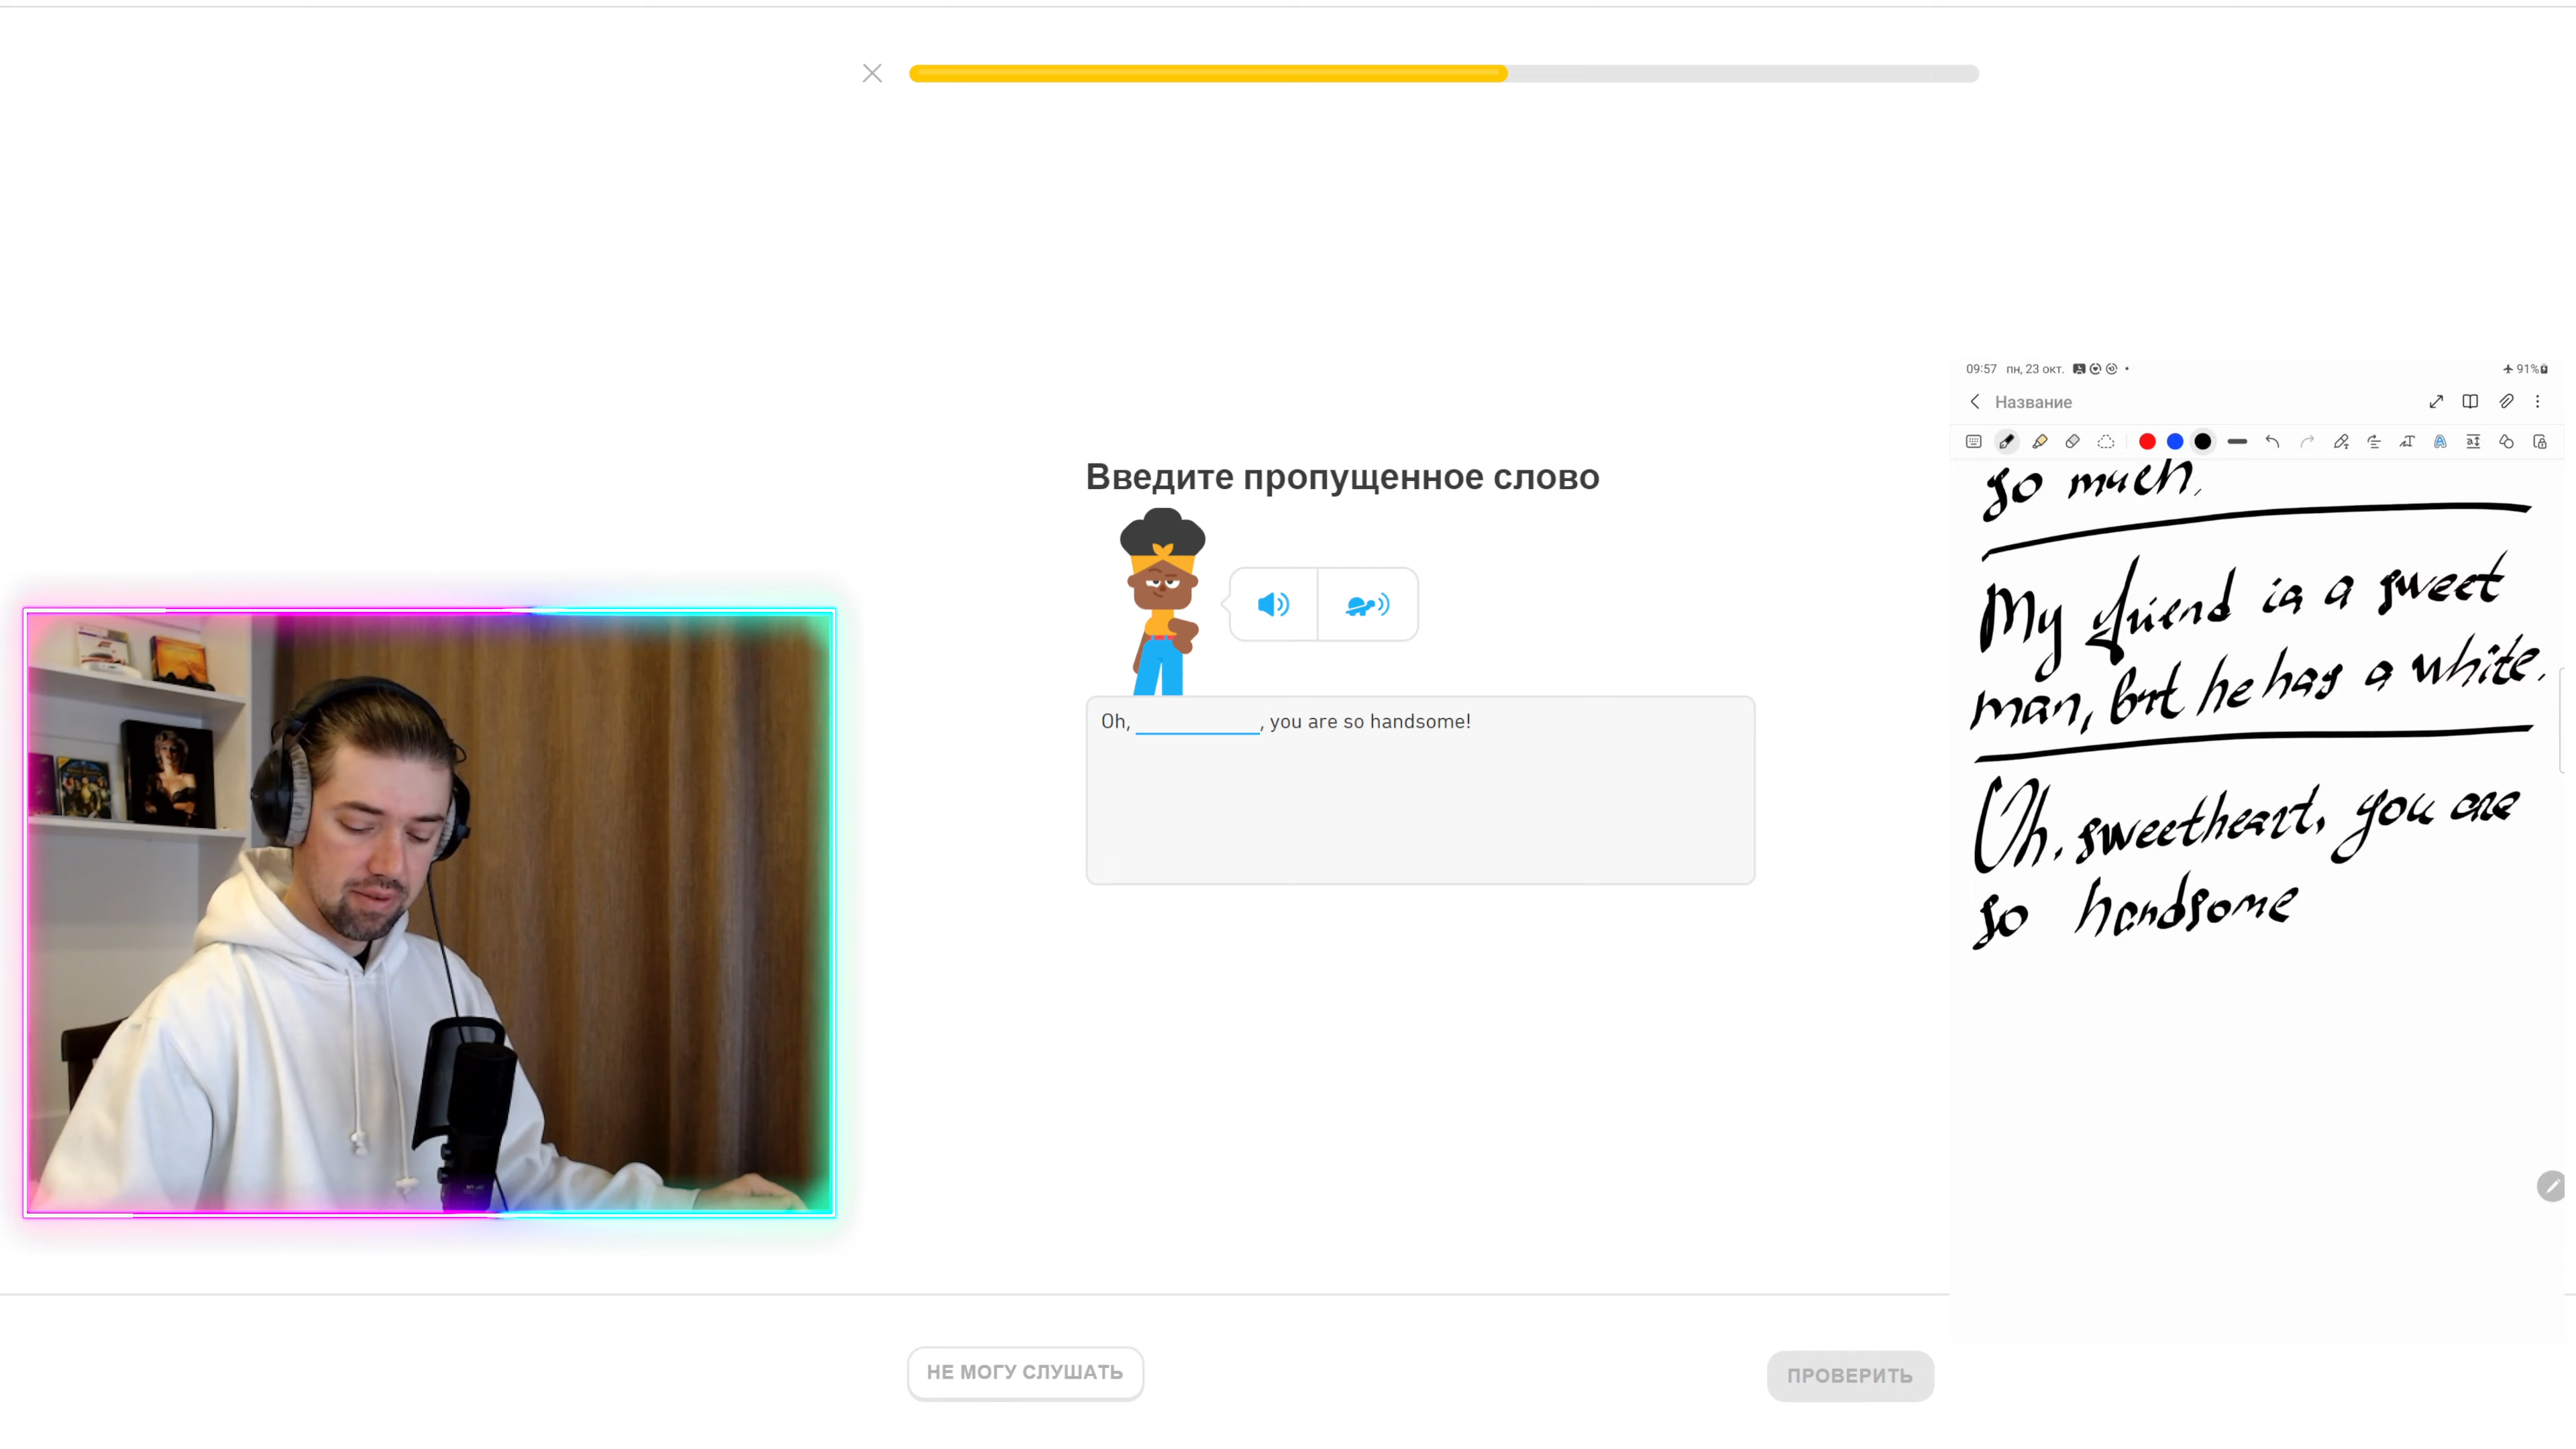 09:57 пн, 23 окт.
91%
Название
Введите пропущенное слово
Oh, ____________, you are so handsome!
so much,
My friend is a sweet
man, but he has a white.
Oh, sweetheart, you are
so handsome
НЕ МОГУ СЛУШАТЬ
ПРОВЕРИТЬ